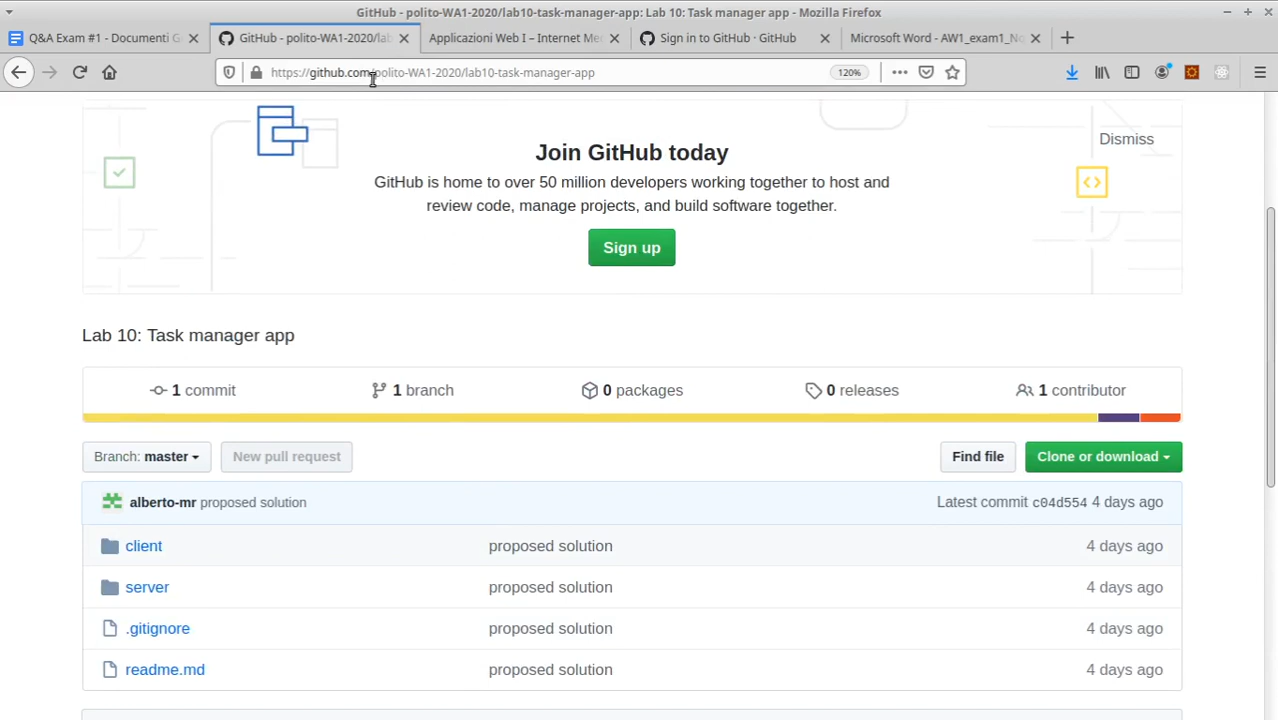 GitHub - polito-WA1-2020/lab10-task-manager-app: Lab 10: Task manager app - Mozilla Firefox
Q&A Exam #1 - Documenti G
GitHub - polito-WA1-2020/lab
Applicazioni Web I – Internet Me
Sign in to GitHub · GitHub
Microsoft Word - AW1_exam1_No
https://github.com/polito-WA1-2020/lab10-task-manager-app
120%
Join GitHub today
Dismiss
GitHub is home to over 50 million developers working together to host and
review code, manage projects, and build software together.
Sign up
Lab 10: Task manager app
1 commit
1 branch
0 packages
0 releases
1 contributor
Branch: master
New pull request
Find file
Clone or download
alberto-mr proposed solution
Latest commit c04d554 4 days ago
client proposed solution 4 days ago
server proposed solution 4 days ago
.gitignore proposed solution 4 days ago
readme.md proposed solution 4 days ago